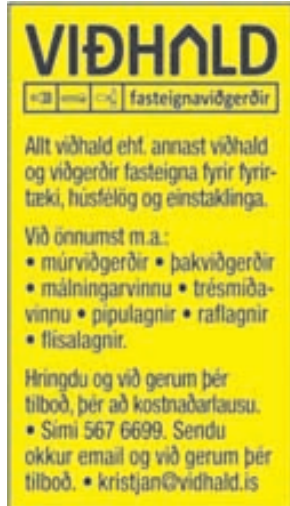 VIÐHALD
fasteignaviðgerðir
Allt viðhald ehf. annast viðhald
og viðgerðir fasteigna fyrir fyrir-
tæki, húsfélög og einstaklinga.
Við önnumst m.a.:
• múrviðgerðir • þakviðgerðir
• málningarvinnu • trésmíða-
vinnu • pípulagnir • raflagnir
• flísalagnir.
Hringdu og við gerum þér
tilboð, þér að kostnaðarlausu.
• Sími 567 6699. Sendu
okkur email og við gerum þér
tilboð. • kristjan@vidhald.is